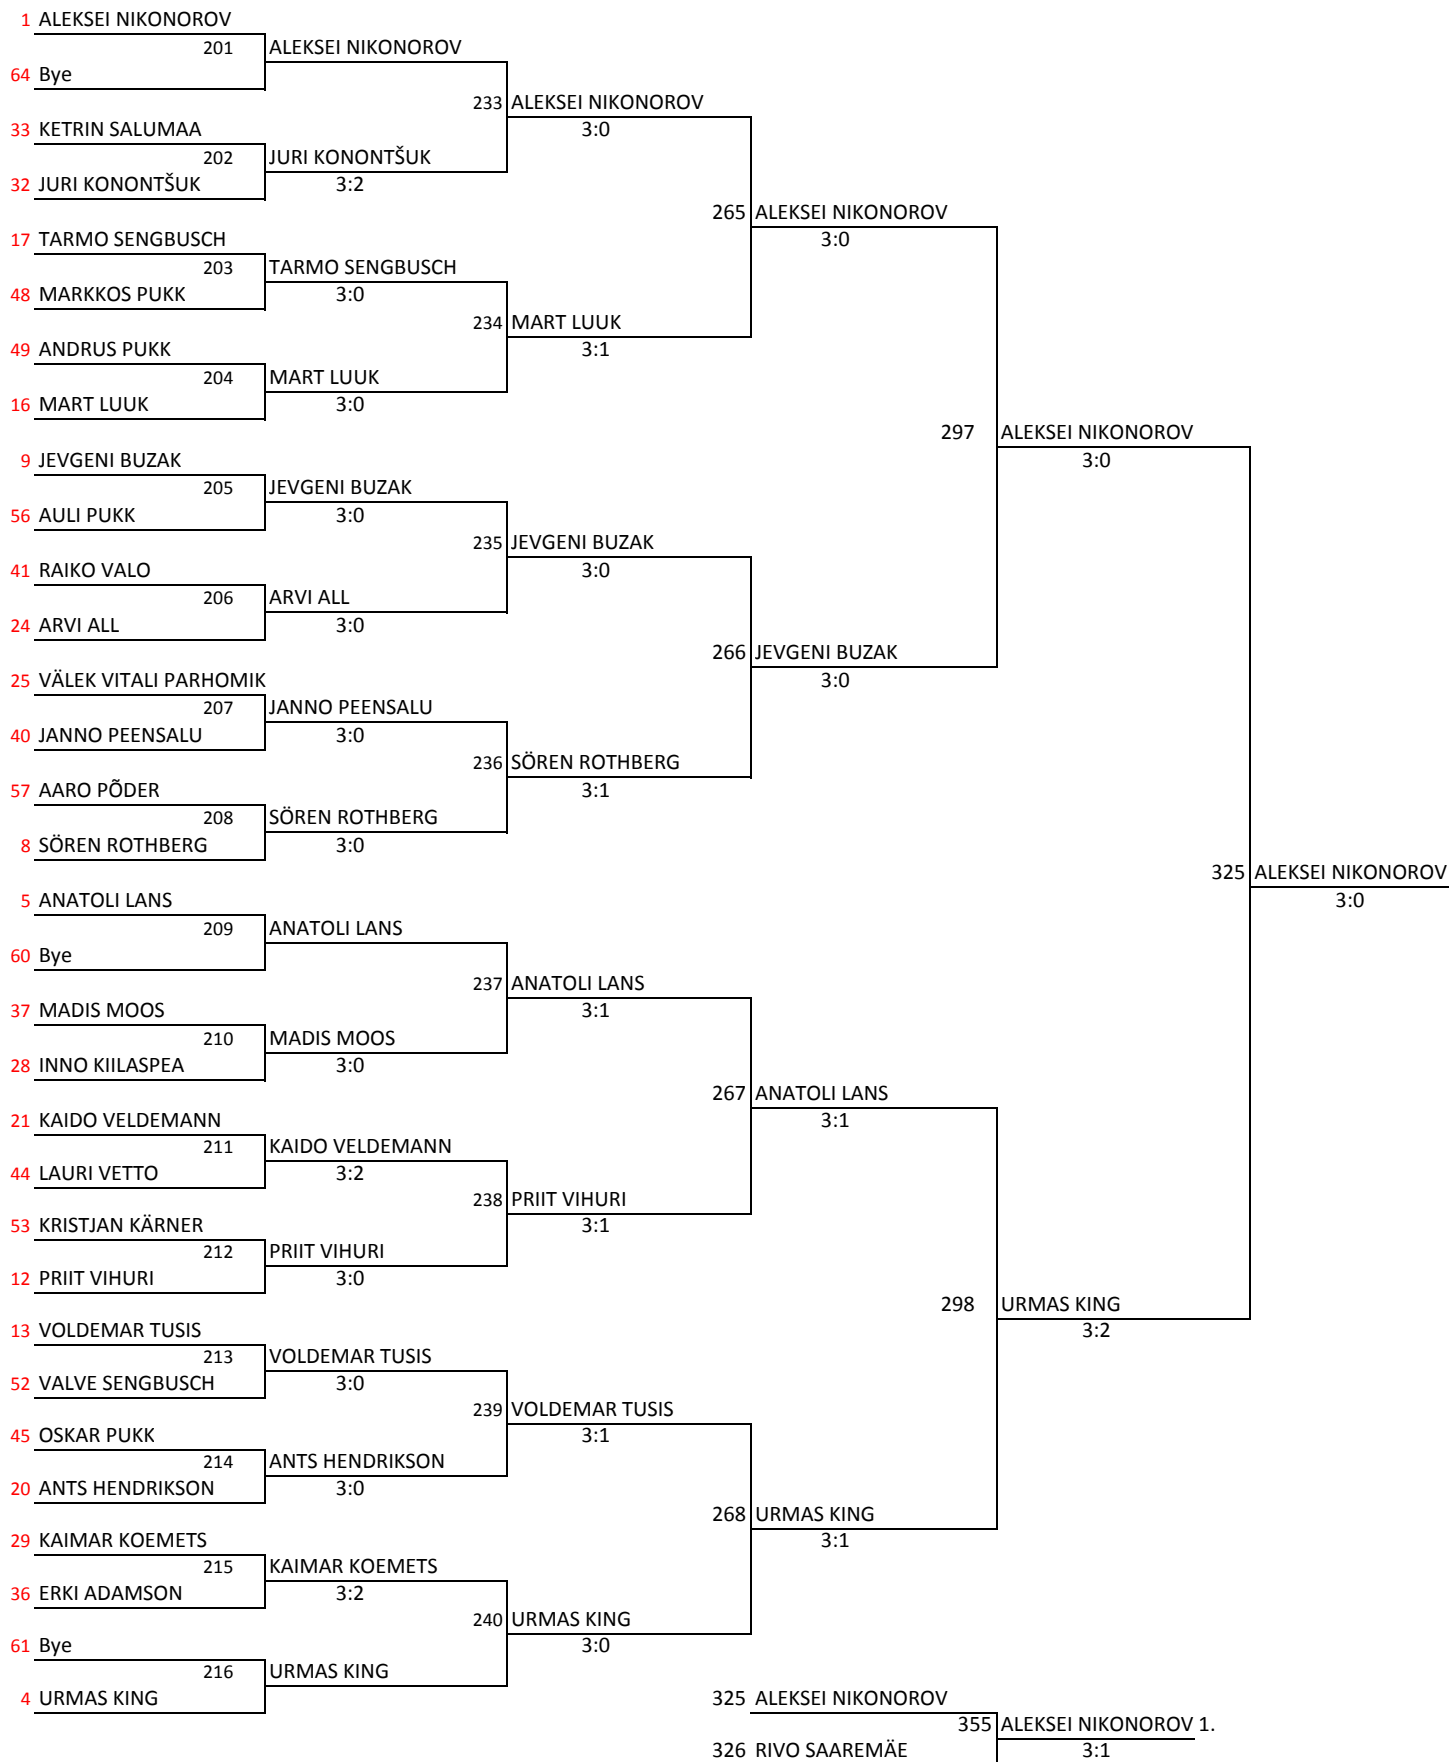 1 ALEKSEI NIKONOROV
201 ALEKSEI NIKONOROV
64 Bye
233 ALEKSEI NIKONOROV
3:0
33 KETRIN SALUMAA
202 JURI KONONTŠUK
32 JURI KONONTŠUK 3:2
265 ALEKSEI NIKONOROV
3:0
17 TARMO SENGBUSCH
203 TARMO SENGBUSCH
48 MARKKOS PUKK 3:0
234 MART LUUK
3:1
49 ANDRUS PUKK
204 MART LUUK
16 MART LUUK 3:0
297 ALEKSEI NIKONOROV
3:0
9 JEVGENI BUZAK
205 JEVGENI BUZAK
56 AULI PUKK 3:0
235 JEVGENI BUZAK
3:0
41 RAIKO VALO
206 ARVI ALL
24 ARVI ALL 3:0
266 JEVGENI BUZAK
3:0
25 VÄLEK VITALI PARHOMIK
207 JANNO PEENSALU
40 JANNO PEENSALU 3:0
236 SÖREN ROTHBERG
3:1
57 AARO PÕDER
208 SÖREN ROTHBERG
8 SÖREN ROTHBERG 3:0
325 ALEKSEI NIKONOROV
3:0
5 ANATOLI LANS
209 ANATOLI LANS
60 Bye
237 ANATOLI LANS
3:1
37 MADIS MOOS
210 MADIS MOOS
28 INNO KIILASPEA 3:0
267 ANATOLI LANS
3:1
21 KAIDO VELDEMANN
211 KAIDO VELDEMANN
44 LAURI VETTO 3:2
238 PRIIT VIHURI
3:1
53 KRISTJAN KÄRNER
212 PRIIT VIHURI
12 PRIIT VIHURI 3:0
298 URMAS KING
3:2
13 VOLDEMAR TUSIS
213 VOLDEMAR TUSIS
52 VALVE SENGBUSCH 3:0
239 VOLDEMAR TUSIS
3:1
45 OSKAR PUKK
214 ANTS HENDRIKSON
20 ANTS HENDRIKSON 3:0
268 URMAS KING
3:1
29 KAIMAR KOEMETS
215 KAIMAR KOEMETS
36 ERKI ADAMSON 3:2
240 URMAS KING
3:0
61 Bye
216 URMAS KING
4 URMAS KING
325 ALEKSEI NIKONOROV
355 ALEKSEI NIKONOROV 1.
326 RIVO SAAREMÄE 3:1